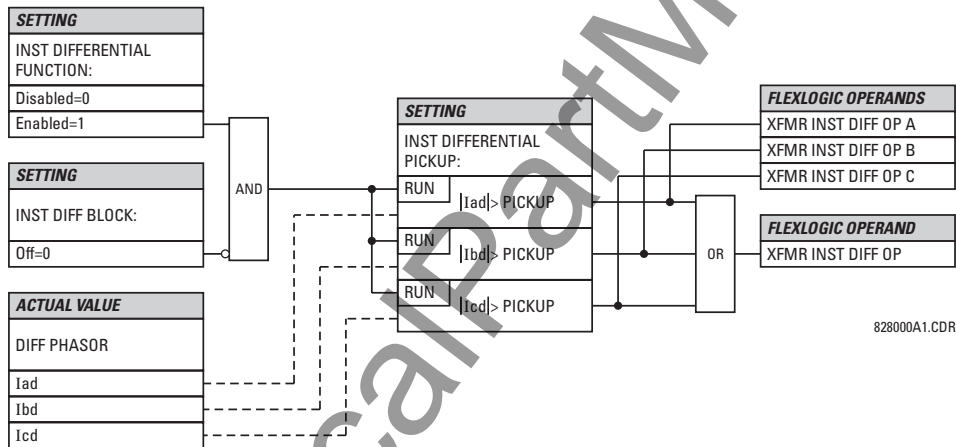 SETTING
INST DIFFERENTIAL
FUNCTION:
Disabled=0
Enabled=1
SETTING
INST DIFF BLOCK:
Off=0
ACTUAL VALUE
DIFF PHASOR
Iad
Ibd
Icd
AND
SETTING
INST DIFFERENTIAL
PICKUP:
RUN
|Iad|> PICKUP
RUN
|Ibd|> PICKUP
RUN
|Icd|> PICKUP
OR
FLEXLOGIC OPERANDS
XFMR INST DIFF OP A
XFMR INST DIFF OP B
XFMR INST DIFF OP C
FLEXLOGIC OPERAND
XFMR INST DIFF OP
828000A1.CDR
calPartM